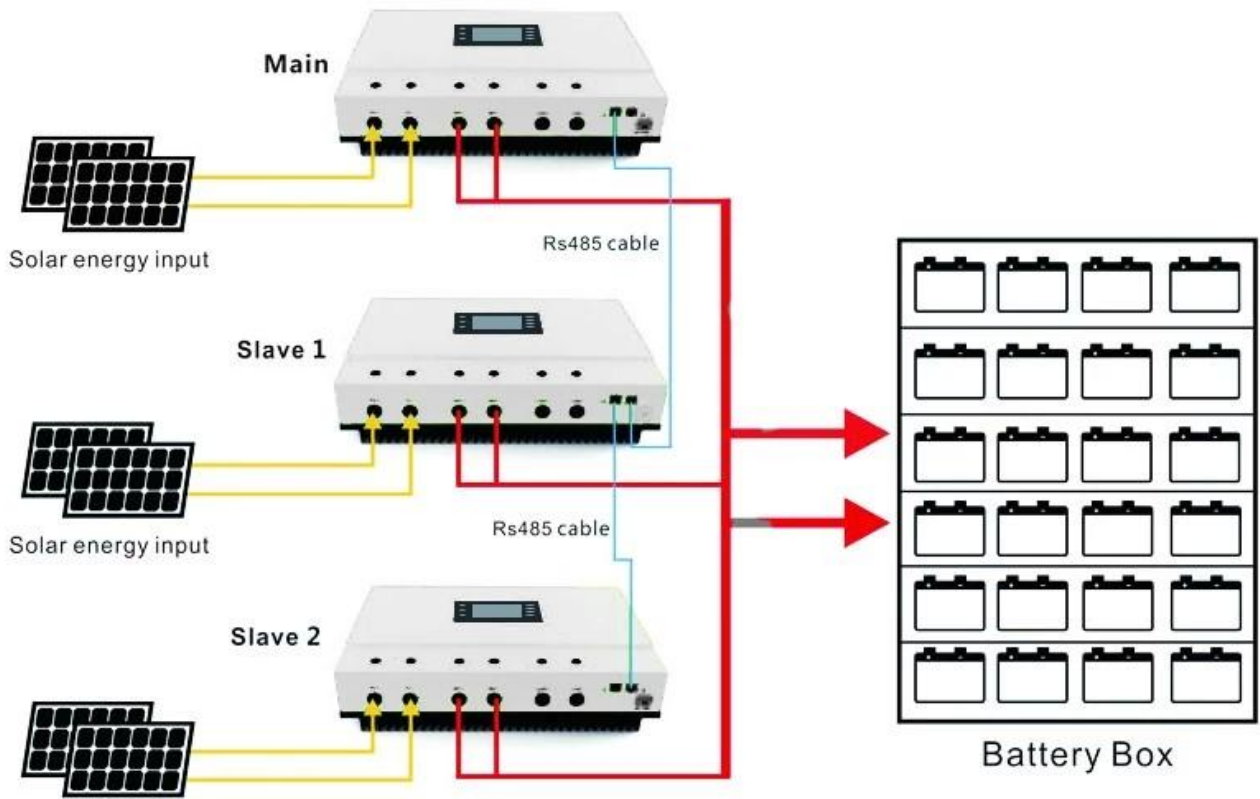 Main
Solar energy input
Rs485 cable
Slave 1
Solar energy input
Rs485 cable
Slave 2
Battery Box